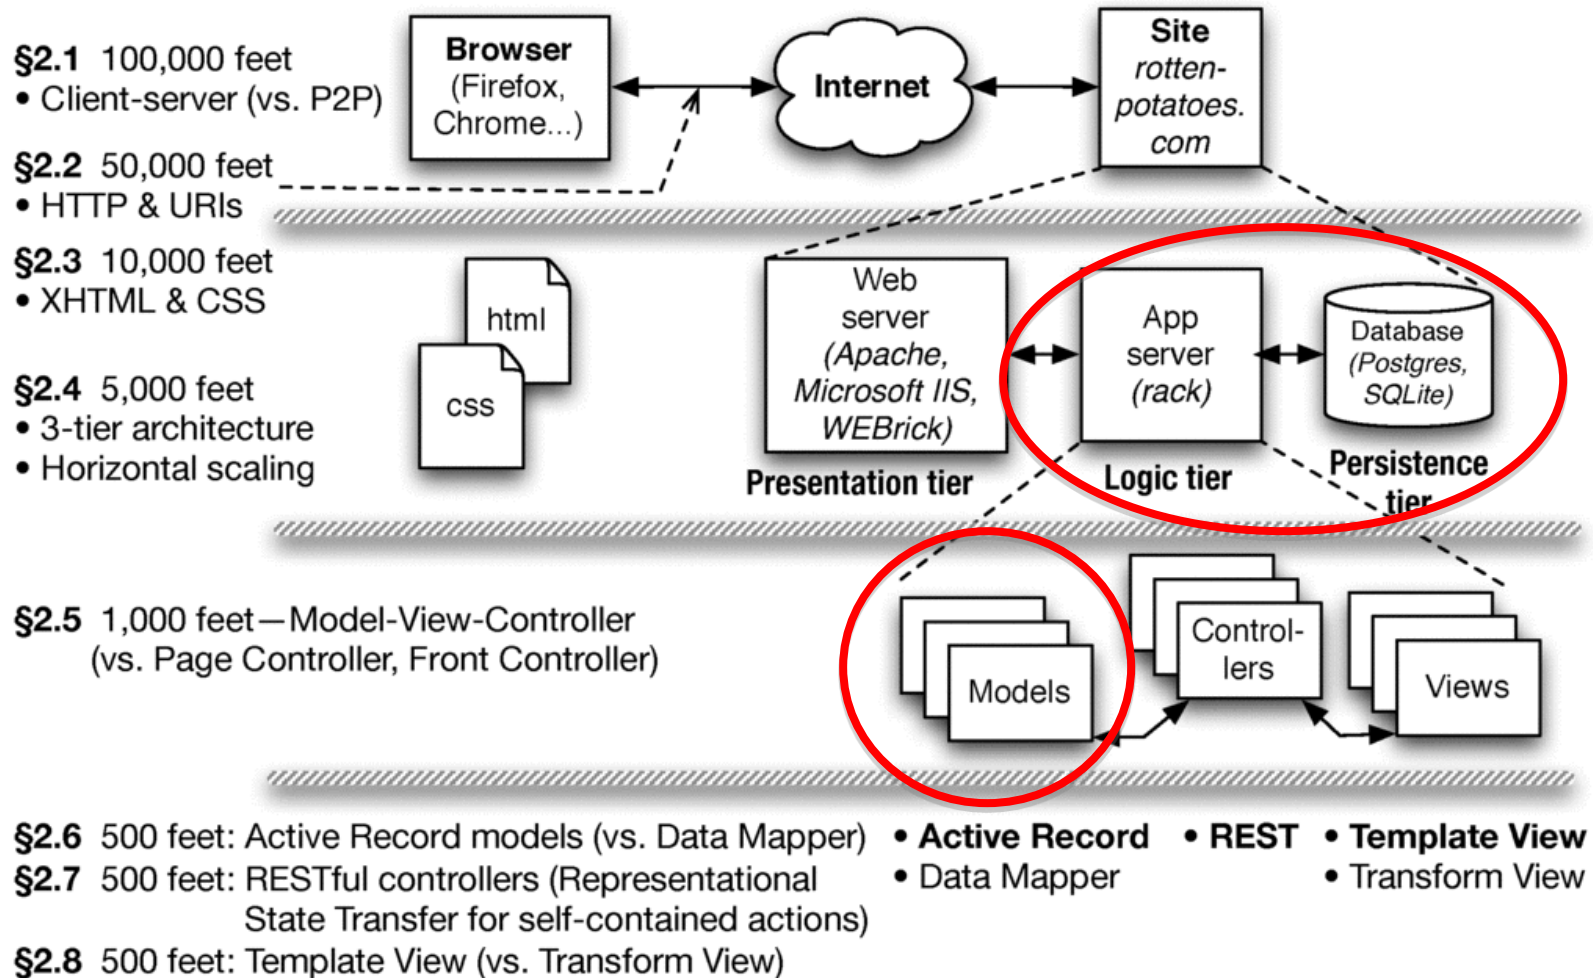 §2.1 100,000 feet
• Client-server (vs. P2P)
§2.2 50,000 feet
• HTTP & URIs
Browser
(Firefox,
Chrome...)
Internet
Site
rotten-
potatoes.
com
§2.3 10,000 feet
• XHTML & CSS
§2.4 5,000 feet
• 3-tier architecture
• Horizontal scaling
html
css
Web
server
(Apache,
Microsoft IIS,
WEBrick)
Presentation tier
App
server
(rack)
Logic tier
Database
(Postgres,
SQLite)
Persistence
tier
§2.5 1,000 feet—Model-View-Controller
(vs. Page Controller, Front Controller)
Models
Control-
lers
Views
§2.6 500 feet: Active Record models (vs. Data Mapper)
§2.7 500 feet: RESTful controllers (Representational
State Transfer for self-contained actions)
§2.8 500 feet: Template View (vs. Transform View)
• Active Record
• Data Mapper
• REST
• Template View
• Transform View